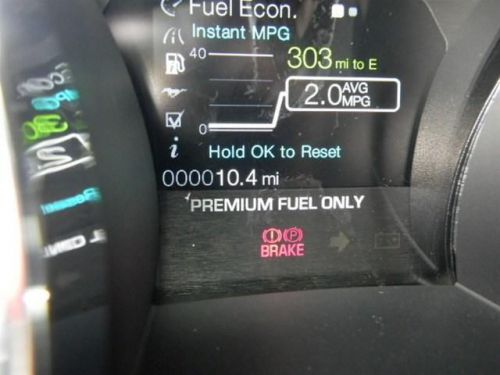 Fuel Econ.
Instant MPG
40
303 mi to E
2.0 AVG MPG
0
i
Hold OK to Reset
000010.4 mi
PREMIUM FUEL ONLY
(!) (P)
BRAKE